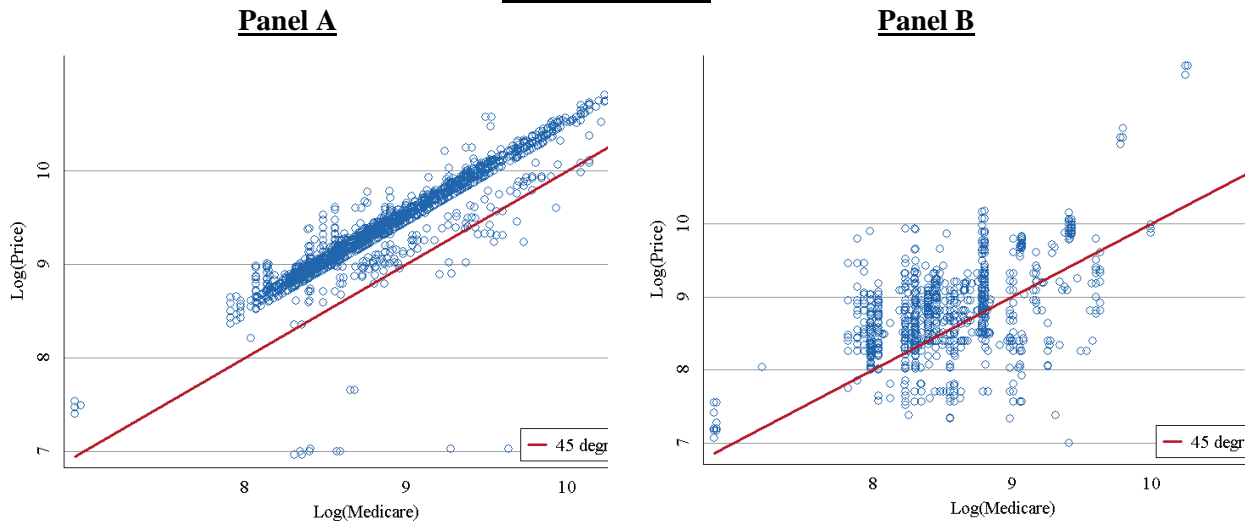 Panel A
Log(Price)
10
9
8
7
8 9 10
Log(Medicare)
45 degr
Panel B
Log(Price)
10
9
8
7
8 9 10
Log(Medicare)
45 degr